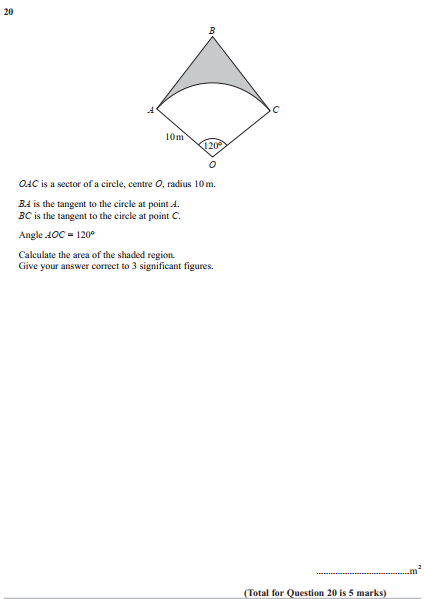 20
B
A
C
10 m
120°
O
OAC is a sector of a circle, centre O, radius 10 m.
BA is the tangent to the circle at point A.
BC is the tangent to the circle at point C.
Angle AOC = 120°
Calculate the area of the shaded region.
Give your answer correct to 3 significant figures.
.......................................m²
(Total for Question 20 is 5 marks)